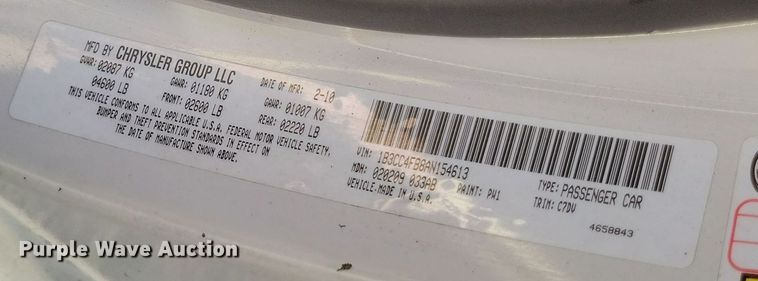 MFD BY CHRYSLER GROUP LLC DATE OF MFR: 2-10
GVWR: 02087 KG GAWR: 01180 KG GAWR: 01007 KG
04600 LB FRONT: 02600 LB REAR: 02220 LB
THIS VEHICLE CONFORMS TO ALL APPLICABLE U.S.A. FEDERAL MOTOR VEHICLE SAFETY,
BUMPER AND THEFT PREVENTION STANDARDS IN EFFECT ON
THE DATE OF MANUFACTURE SHOWN ABOVE.
VIN: 1B3CC4FB8AN154613 TYPE: PASSENGER CAR
MDH: 020209 033AB PAINT: PW1 TRIM: C7DV
VEHICLE MADE IN U.S.A. 4658843
Purple Wave Auction